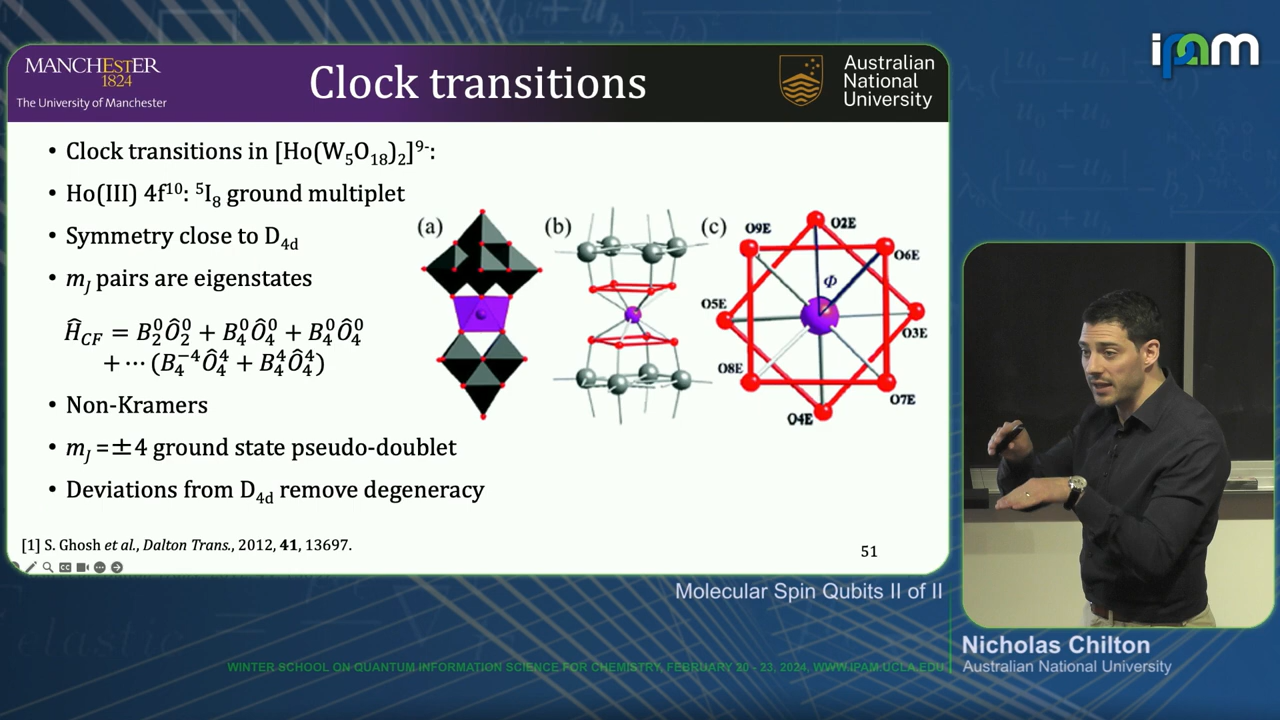 MANCHESTER
1824
The University of Manchester
Clock transitions
Australian
National
University
ipam
• Clock transitions in [Ho(W₅O₁₈)₂]⁹⁻:
• Ho(III) 4f¹⁰: ⁵I₈ ground multiplet
• Symmetry close to D₄d
• mJ pairs are eigenstates
Ĥ_CF = B₂⁰Ô₂⁰ + B₄⁰Ô₄⁰ + B₄⁰Ô₄⁰
+ ⋯ (B₄⁻⁴Ô₄⁴ + B₄⁴Ô₄⁴)
• Non-Kramers
• mJ = ±4 ground state pseudo-doublet
• Deviations from D₄d remove degeneracy
(a)
(b)
(c)
O9E
O2E
O6E
Φ
O5E
O3E
O8E
O7E
O4E
[1] S. Ghosh et al., Dalton Trans., 2012, 41, 13697.
51
Molecular Spin Qubits II of II
Nicholas Chilton
Australian National University
WINTER SCHOOL ON QUANTUM INFORMATION SCIENCE FOR CHEMISTRY, FEBRUARY 20 - 23, 2024, WWW.IPAM.UCLA.EDU